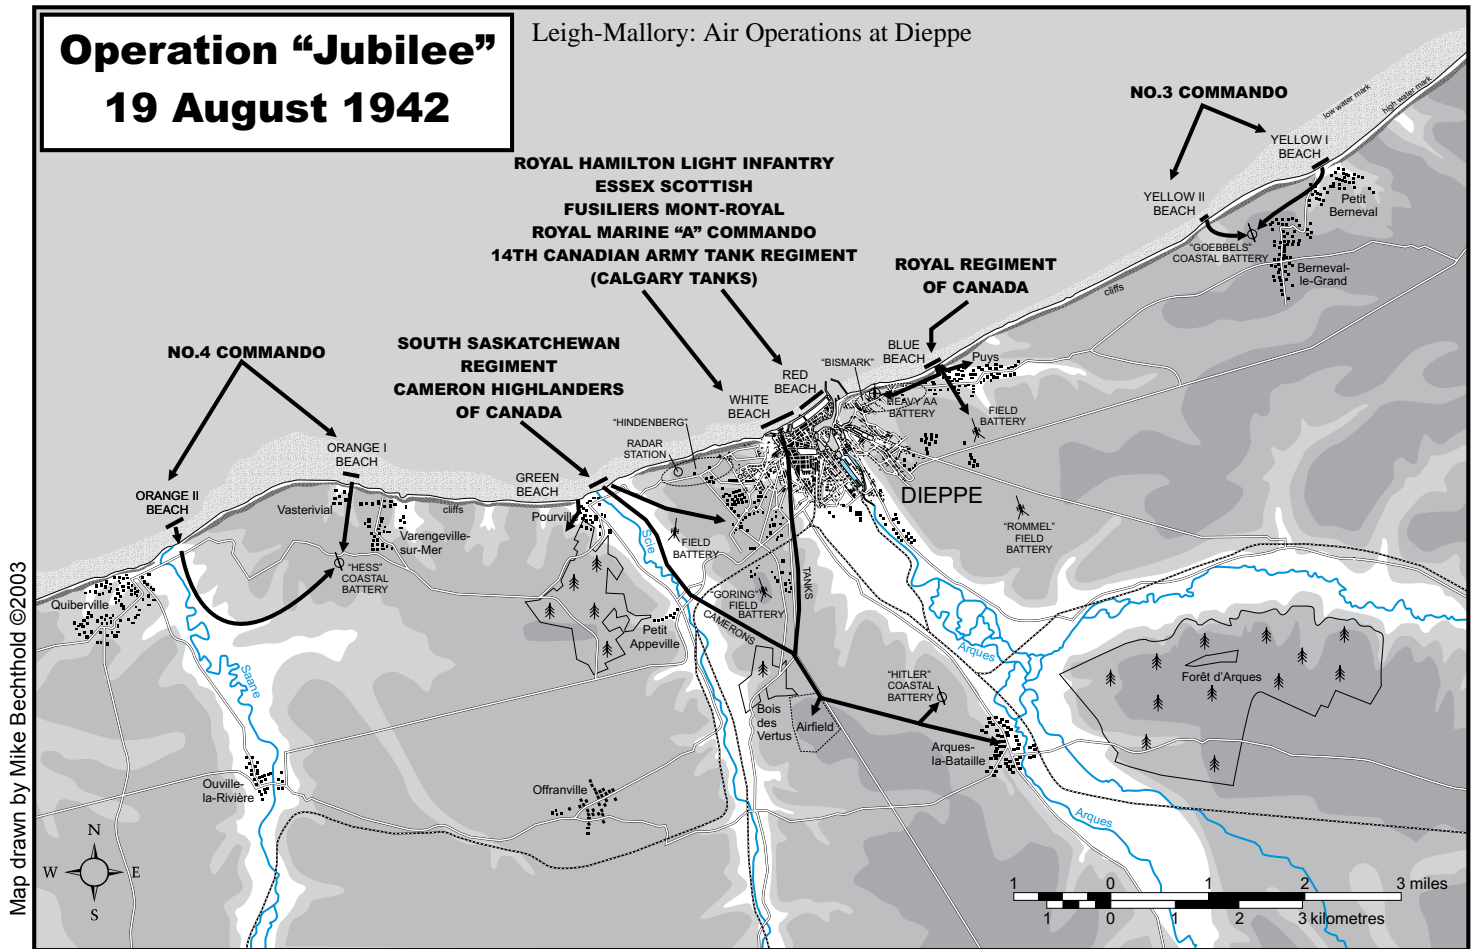 Operation “Jubilee”
19 August 1942
Leigh-Mallory: Air Operations at Dieppe
NO.3 COMMANDO
low water mark
high water mark
YELLOW I
BEACH
YELLOW II
BEACH
Petit
Berneval
"GOEBBELS"
COASTAL BATTERY
Berneval-
le-Grand
cliffs
ROYAL HAMILTON LIGHT INFANTRY
ESSEX SCOTTISH
FUSILIERS MONT-ROYAL
ROYAL MARINE “A” COMMANDO
14TH CANADIAN ARMY TANK REGIMENT
(CALGARY TANKS)
ROYAL REGIMENT
OF CANADA
NO.4 COMMANDO
SOUTH SASKATCHEWAN
REGIMENT
CAMERON HIGHLANDERS
OF CANADA
BLUE
BEACH
Puys
"BISMARK"
RED
BEACH
WHITE
BEACH
HEAVY AA
BATTERY
FIELD
BATTERY
"HINDENBERG"
RADAR
STATION
ORANGE I
BEACH
ORANGE II
BEACH
GREEN
BEACH
Vasterivial
cliffs
Pourville
Varengeville-
sur-Mer
DIEPPE
"ROMMEL"
FIELD
BATTERY
Scie
FIELD
BATTERY
"HESS"
COASTAL
BATTERY
TANKS
"GORING"
FIELD
BATTERY
CAMERONS
Quiberville
Petit
Appeville
Saane
Arques
Forêt d'Arques
"HITLER"
COASTAL
BATTERY
Bois
des
Vertus
Airfield
Arques-
la-Bataille
Ouville-
la-Rivière
Offranville
Arques
N
W
E
S
1 0 1 2 3 miles
1 0 1 2 3 kilometres
Map drawn by Mike Bechthold ©2003